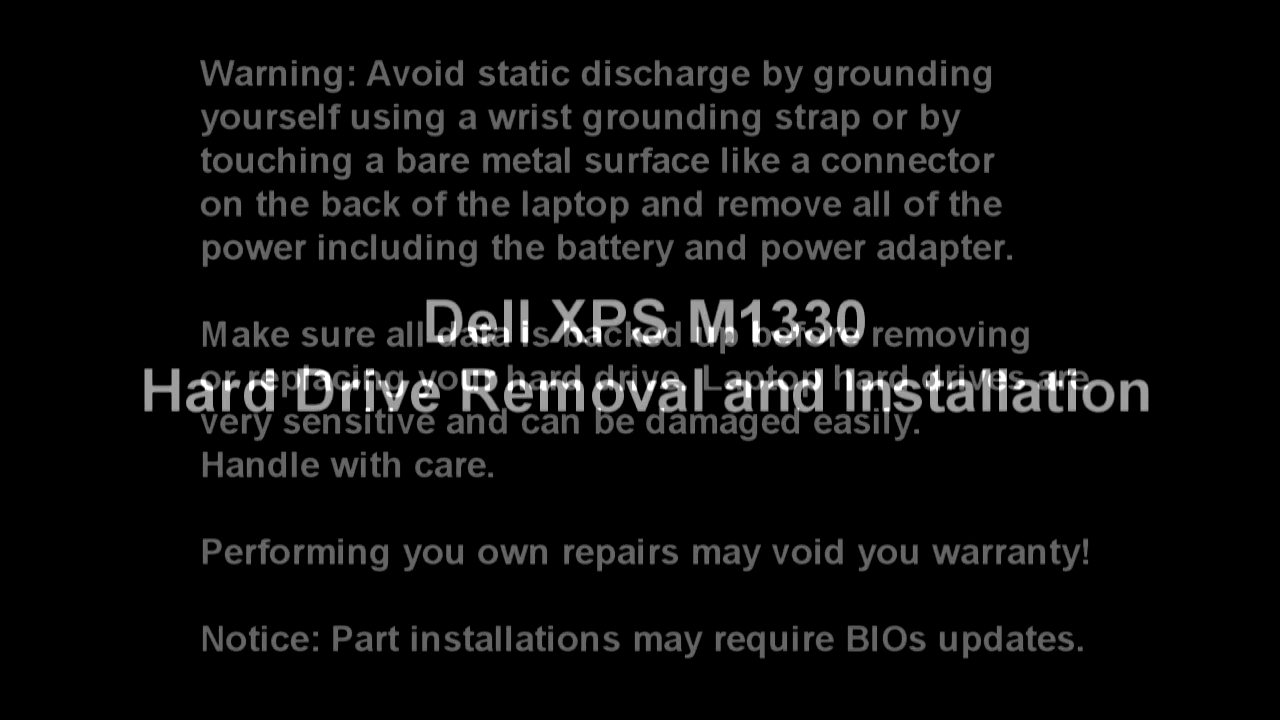 Warning: Avoid static discharge by grounding
yourself using a wrist grounding strap or by
touching a bare metal surface like a connector
on the back of the laptop and remove all of the
power including the battery and power adapter.
Dell XPS M1330
Make sure all data is backed up before removing
or replacing your hard drive. Laptop hard drives are
Hard Drive Removal and Installation
very sensitive and can be damaged easily.
Handle with care.
Performing you own repairs may void you warranty!
Notice: Part installations may require BIOs updates.